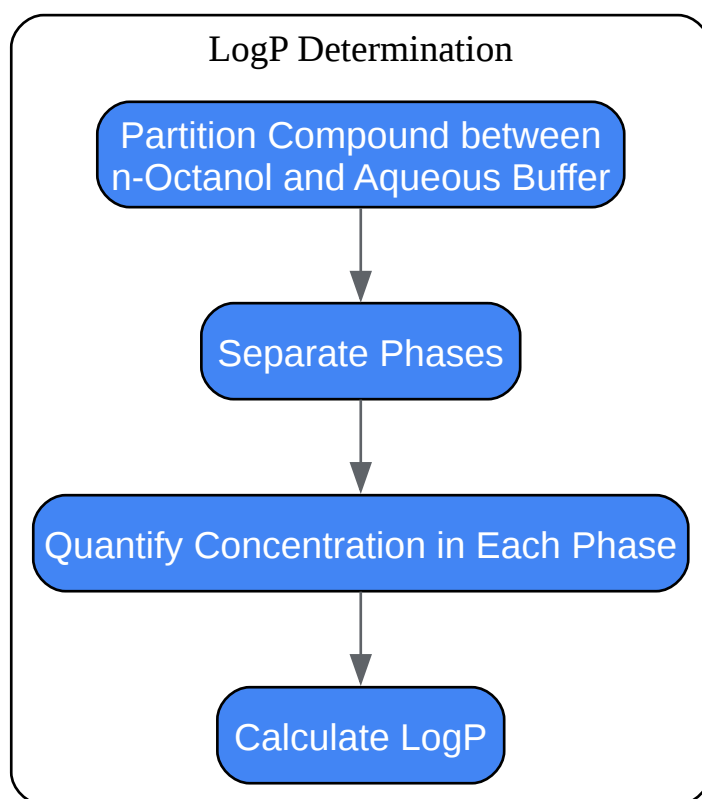 LogP Determination
Partition Compound between
n-Octanol and Aqueous Buffer
Separate Phases
Quantify Concentration in Each Phase
Calculate LogP